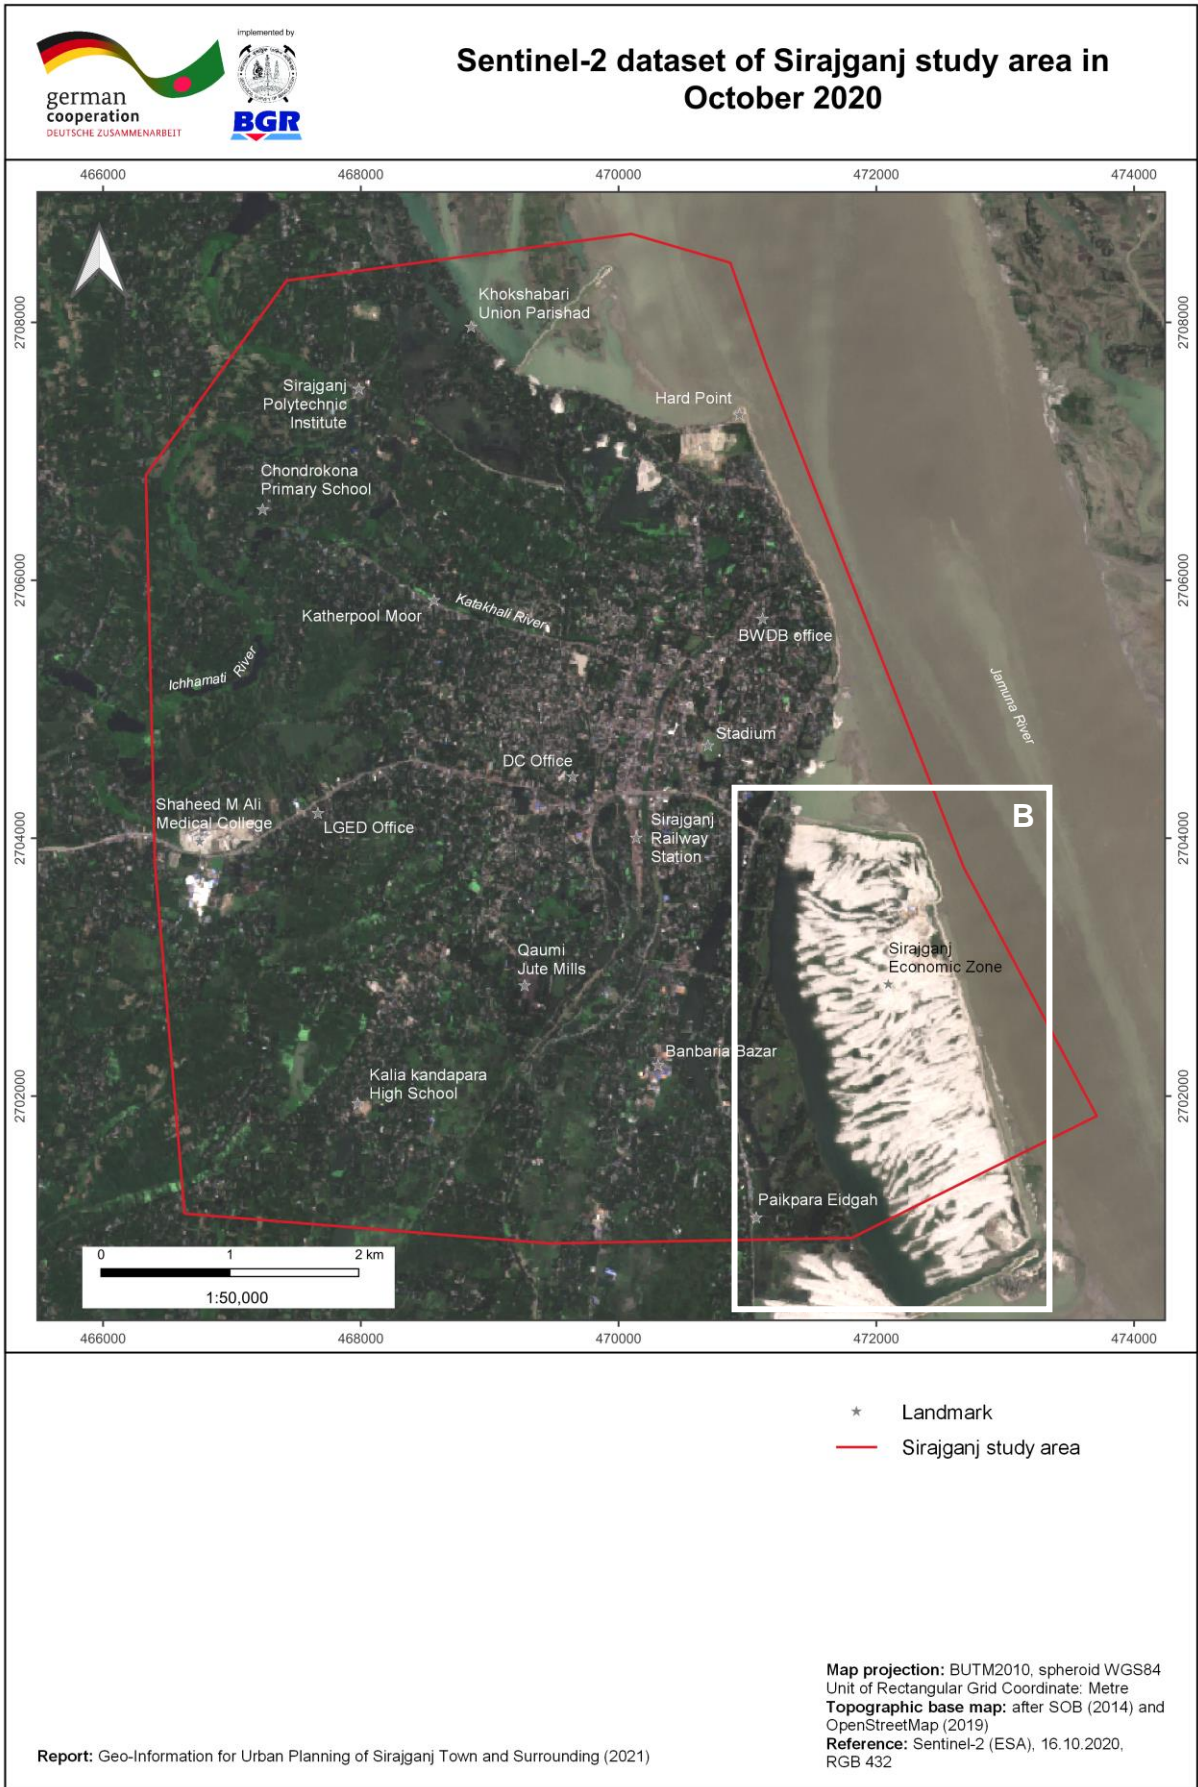 implemented by
german
cooperation
DEUTSCHE ZUSAMMENARBEIT
BGR
Sentinel-2 dataset of Sirajganj study area in
October 2020
466000
468000
470000
472000
474000
2708000
2708000
Khokshabari
Union Parishad
Sirajganj
Polytechnic
Institute
Hard Point
Chondrokona
Primary School
2706000
2706000
Katherpool Moor
Katakhali River
BWDB office
Ichhamati River
Jamuna River
Stadium
DC Office
B
Shaheed M Ali
Medical College
LGED Office
Sirajganj
Railway
Station
2704000
2704000
Sirajganj
Economic Zone
Qaumi
Jute Mills
Banbaria Bazar
Kalia kandapara
High School
2702000
2702000
Paikpara Eidgah
0
1
2 km
1:50,000
466000
468000
470000
472000
474000
Landmark
Sirajganj study area
Map projection: BUTM2010, spheroid WGS84
Unit of Rectangular Grid Coordinate: Metre
Topographic base map: after SOB (2014) and
OpenStreetMap (2019)
Reference: Sentinel-2 (ESA), 16.10.2020,
RGB 432
Report: Geo-Information for Urban Planning of Sirajganj Town and Surrounding (2021)